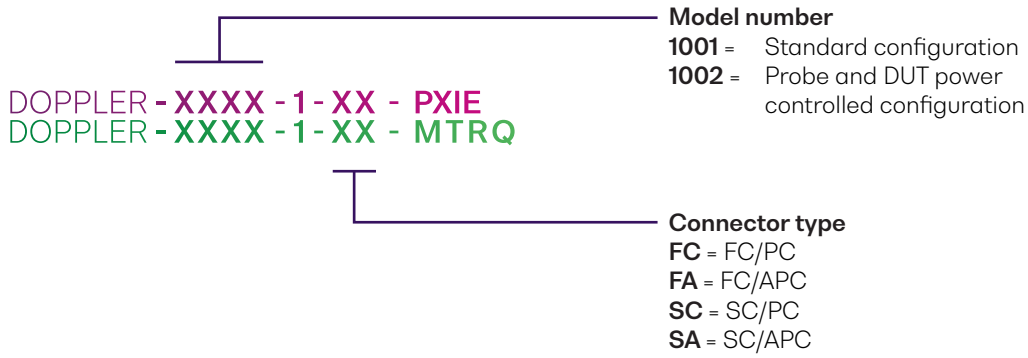 Model number
1001 = Standard configuration
1002 = Probe and DUT power
controlled configuration
DOPPLER - XXXX - 1 - XX - PXIE
DOPPLER - XXXX - 1 - XX - MTRQ
Connector type
FC = FC/PC
FA = FC/APC
SC = SC/PC
SA = SC/APC